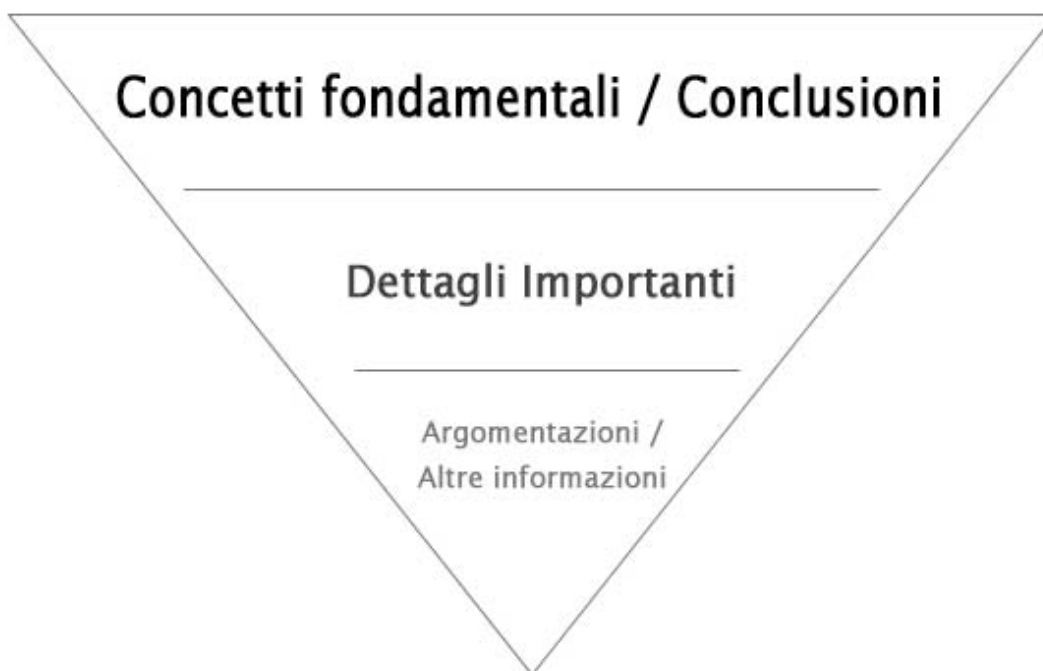 Concetti fondamentali / Conclusioni
Dettagli Importanti
Argomentazioni /
Altre informazioni